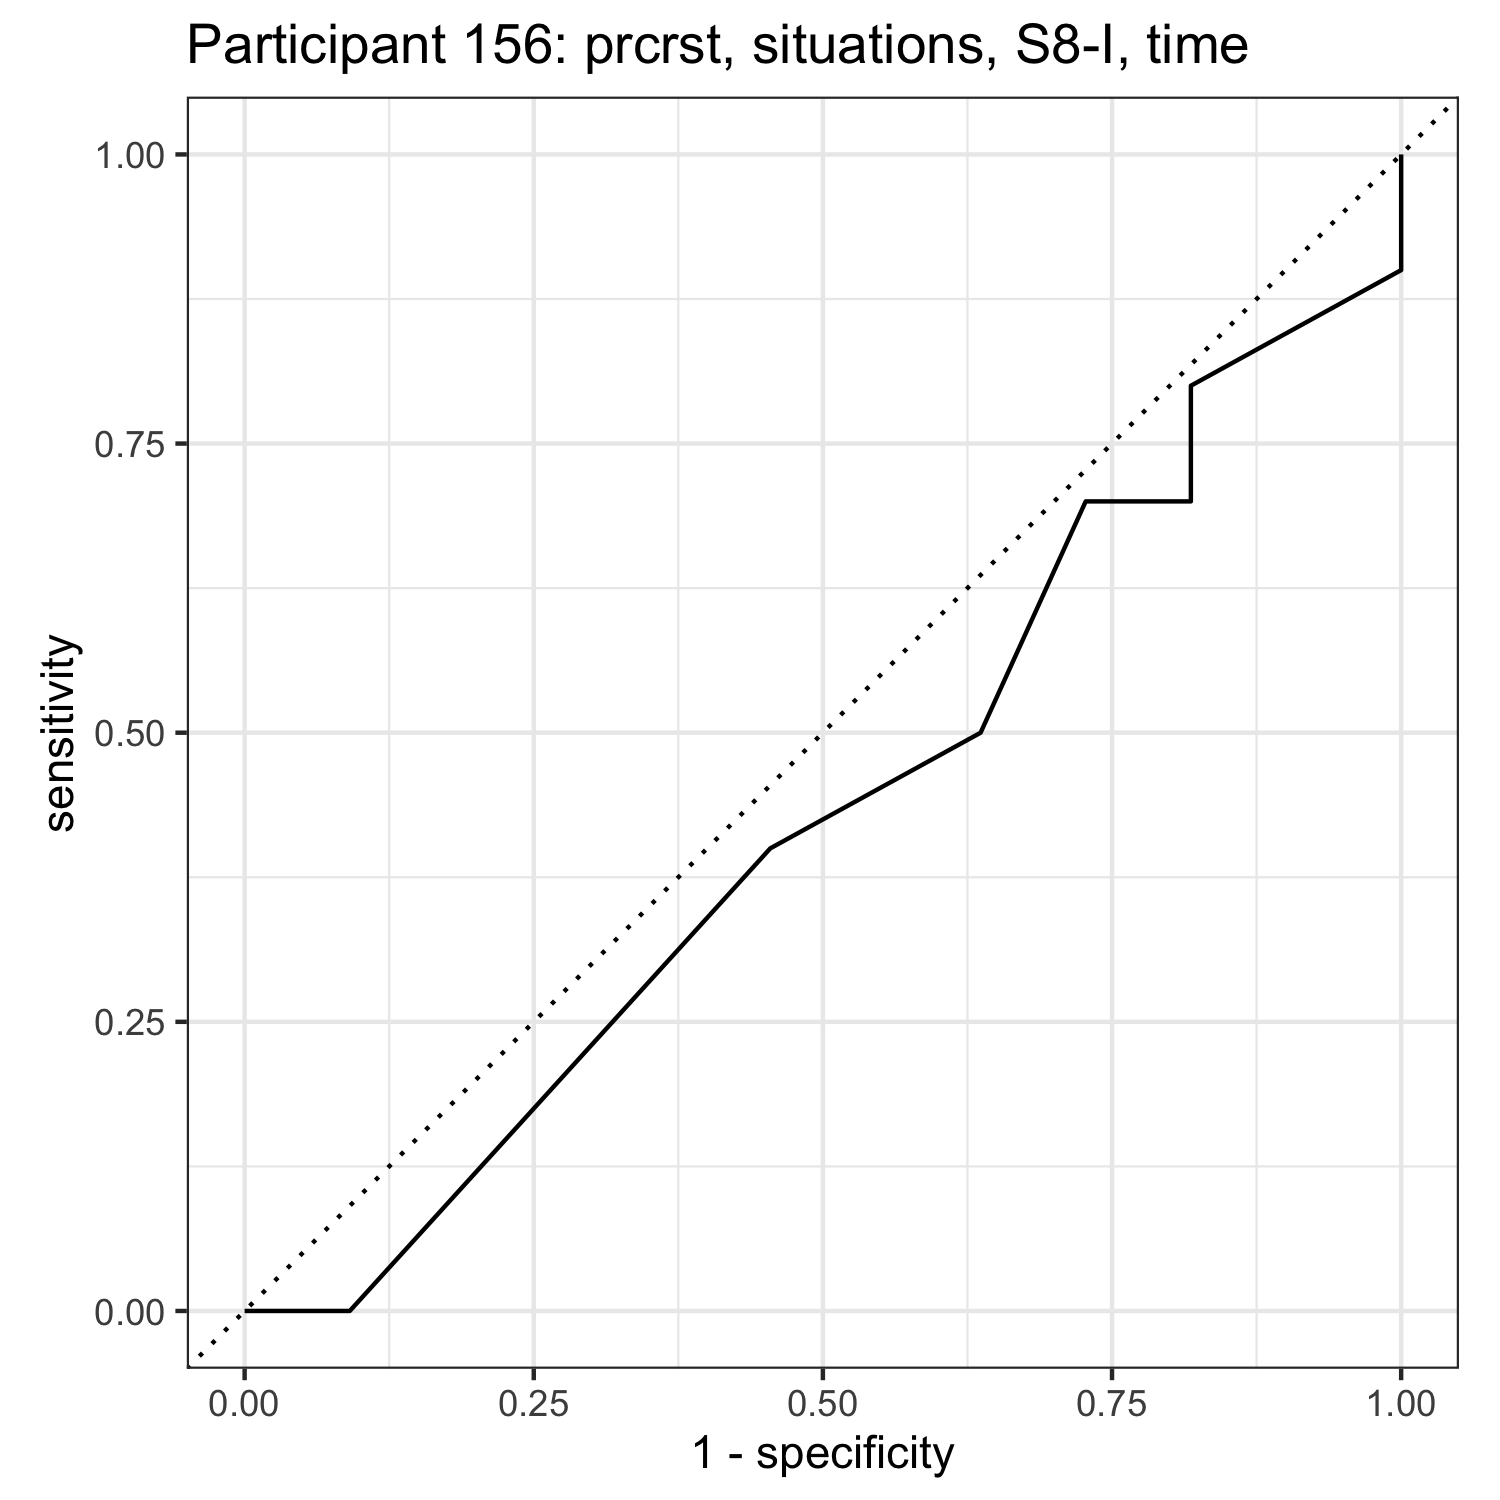 Participant 156: prcrst, situations, S8-I, time
1.00
0.75
0.50
0.25
0.00
sensitivity
0.00 0.25 0.50 0.75 1.00
1 - specificity